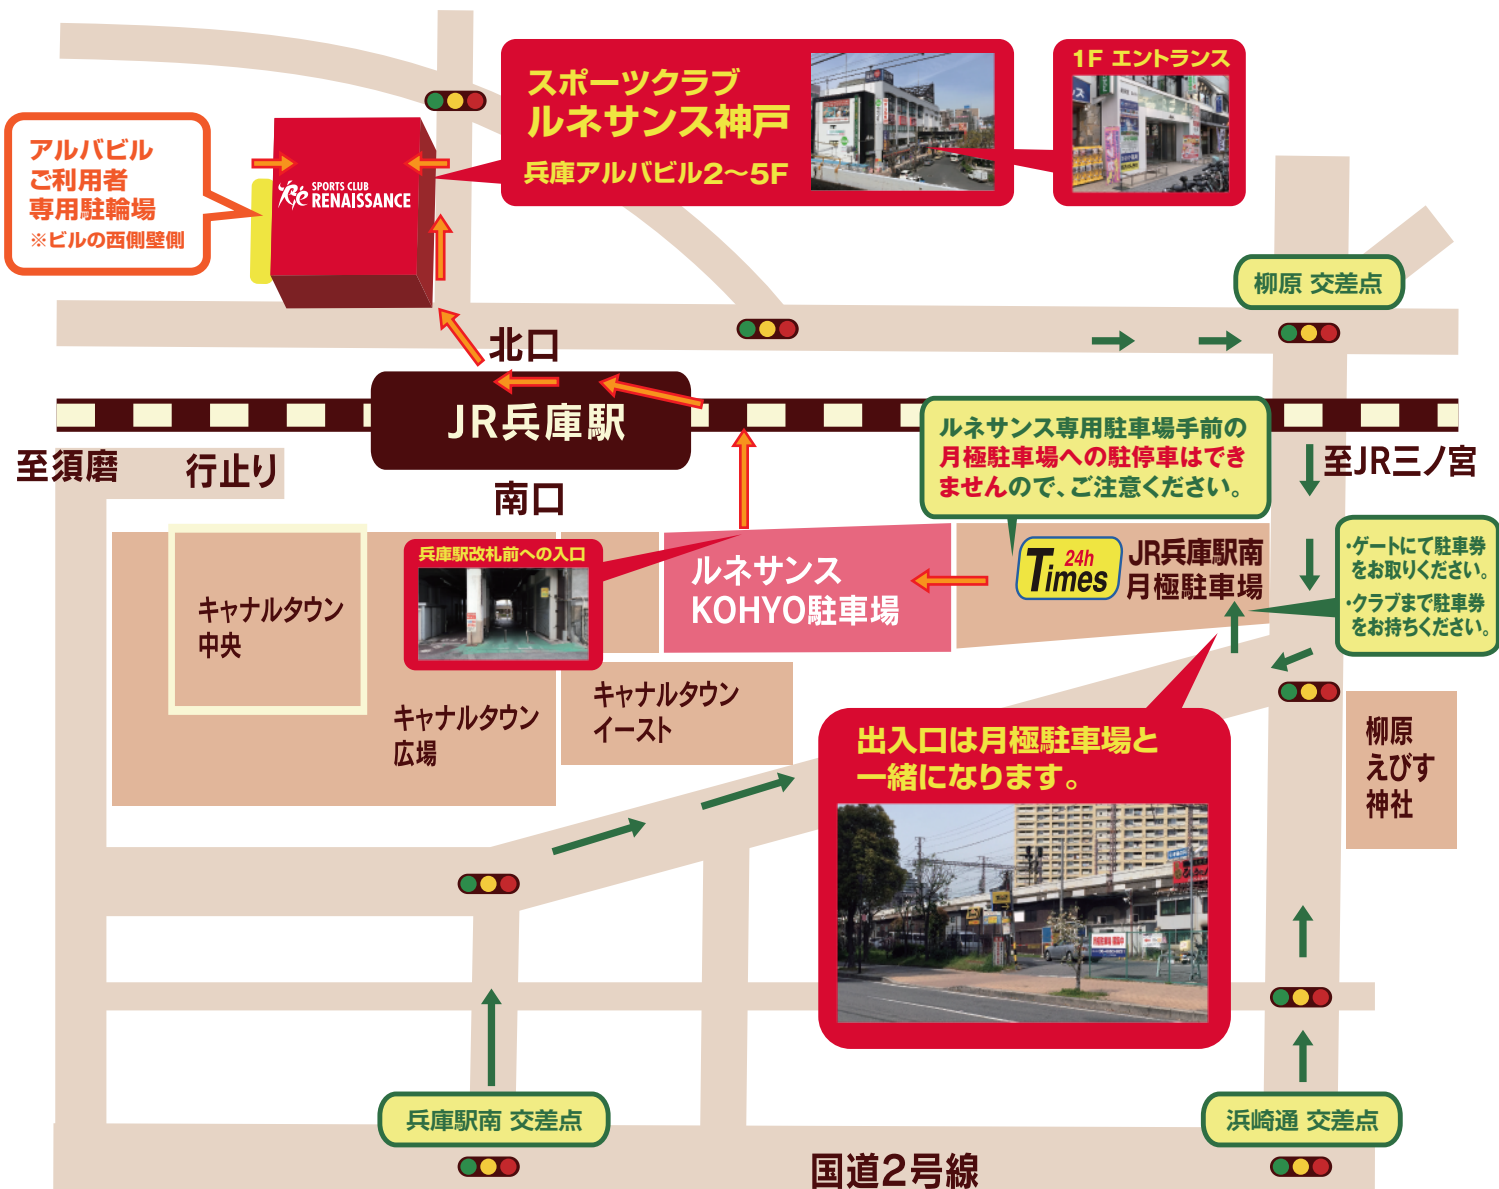 スポーツクラブ
ルネサンス神戸
兵庫アルバビル2～5F
1F エントランス
アルバビル
ご利用者
専用駐輪場
※ビルの西側壁側
SPORTS CLUB
RENAISSANCE
柳原 交差点
北口
JR兵庫駅
南口
至須磨
行止り
至JR三ノ宮
ルネサンス専用駐車場手前の
月極駐車場への駐停車はでき
ませんので、ご注意ください。
兵庫駅改札前への入口
ルネサンス
KOHYO駐車場
24h
Times
JR兵庫駅南
月極駐車場
・ゲートにて駐車券
をお取りください。
・クラブまで駐車券
をお持ちください。
キャナルタウン
中央
キャナルタウン
広場
キャナルタウン
イースト
出入口は月極駐車場と
一緒になります。
柳原
えびす
神社
兵庫駅南 交差点
浜崎通 交差点
国道2号線